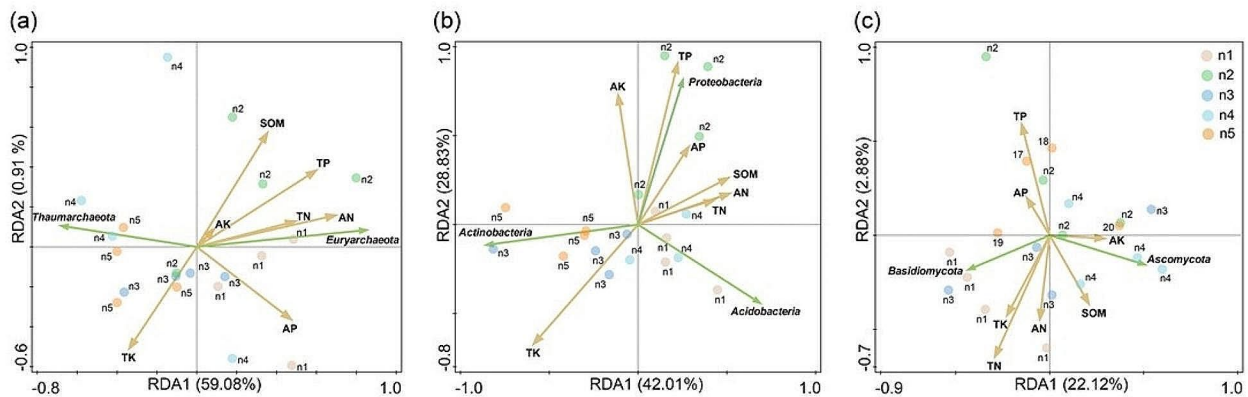 (a)
1.0
n4
n2
SOM
TP
n2
n2
n4
Thaumarchaeota
n5
n4
AK
TN
AN
n1
Euryarchaeota
n5
n2
n3
n3
n3
n1
n3
n5
n1
n5
AP
TK
n4
n1
-0.6
RDA2 (0.91 %)
-0.8
RDA1 (59.08%)
1.0
(b)
1.0
n2
TP
n2
Proteobacteria
AK
n2
AP
SOM
n2
AN
TN
n5
n1
n4
n5
Actinobacteria
n3
n1
n3
n5
n3
n4
n4
n1
n3
n1
Acidobacteria
TK
-0.8
RDA2 (28.83%)
-1.0
RDA1 (42.01%)
1.0
(c)
1.0
n2
TP
18
17
n2
AP
n4
n3
n2
20
n2
19
AK
n3
n1
n4
Ascomycota
Basidiomycota
n1
n4
n3
n4
n3
n1
TK
AN
SOM
n1
TN
-0.7
RDA2 (2.88%)
-0.9
RDA1 (22.12%)
1.0
n1
n2
n3
n4
n5